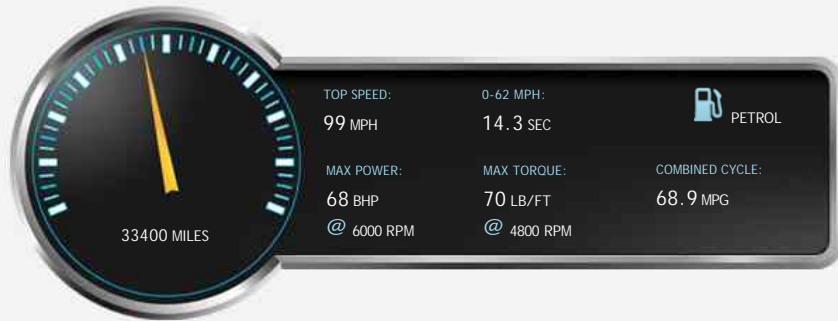 33400 MILES
TOP SPEED:
99 MPH
0-62 MPH:
14.3 SEC
PETROL
MAX POWER:
68 BHP
@ 6000 RPM
MAX TORQUE:
70 LB/FT
@ 4800 RPM
COMBINED CYCLE:
68.9 MPG